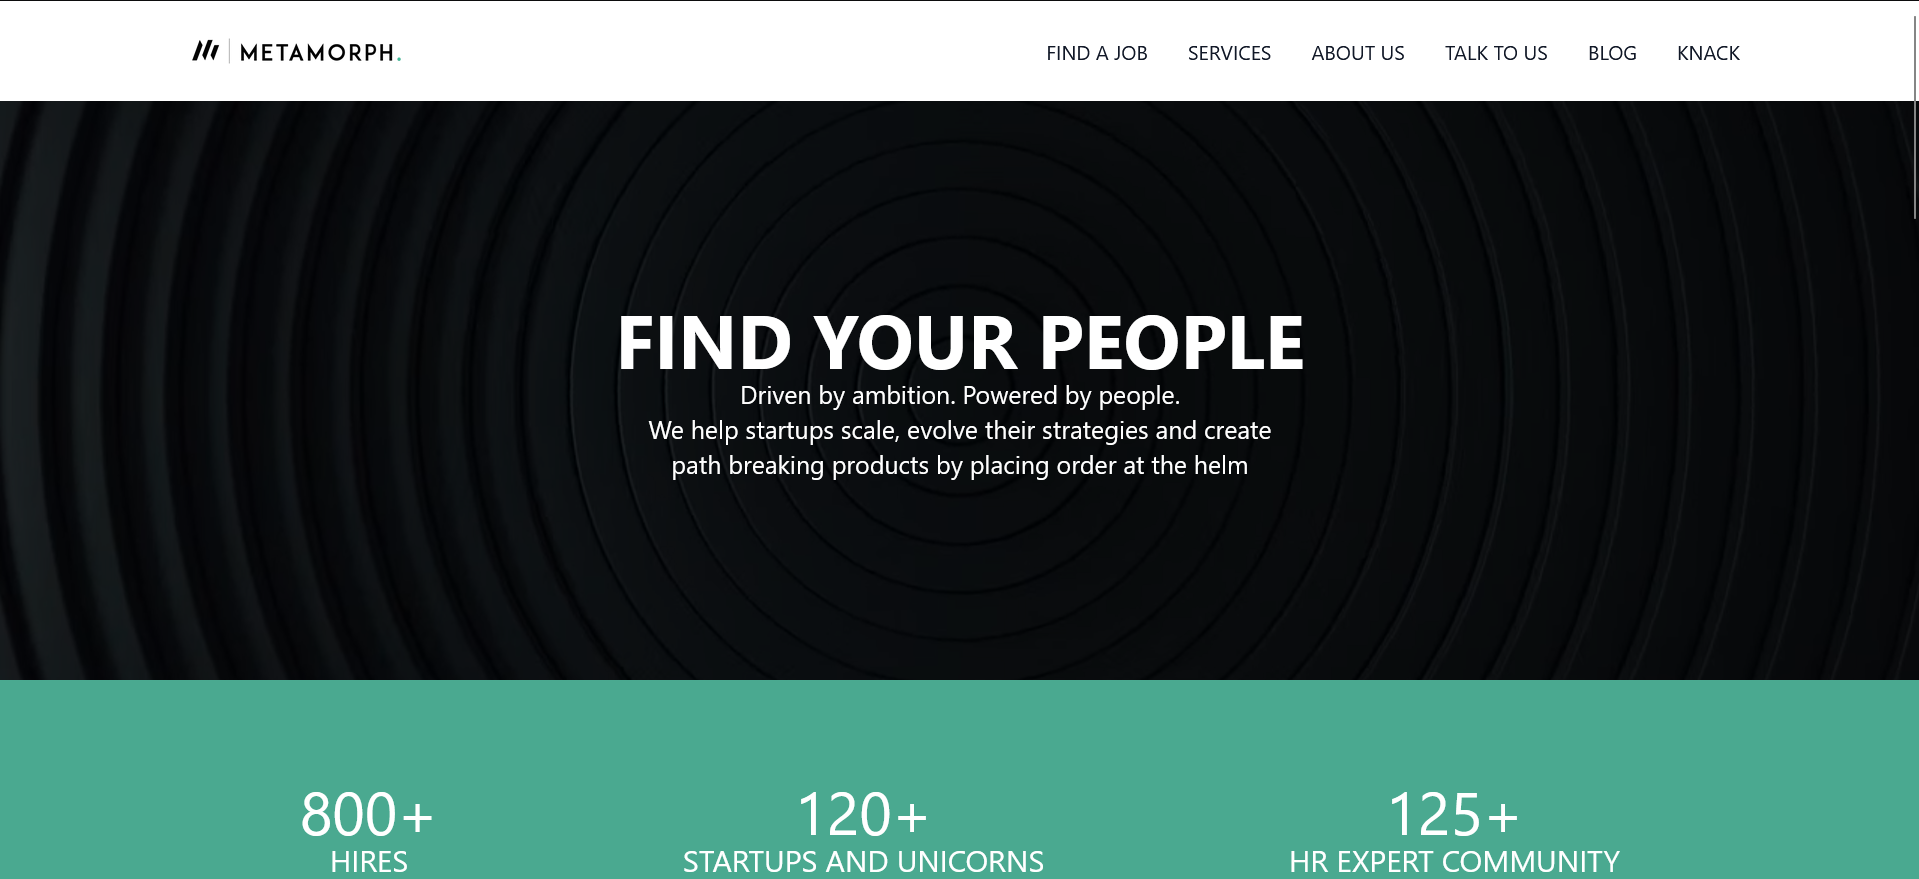 METAMORPH.
FIND A JOB SERVICES ABOUT US TALK TO US BLOG KNACK
FIND YOUR PEOPLE
Driven by ambition. Powered by people.
We help startups scale, evolve their strategies and create
path breaking products by placing order at the helm
800+ 120+ 125+
HIRES STARTUPS AND UNICORNS HR EXPERT COMMUNITY